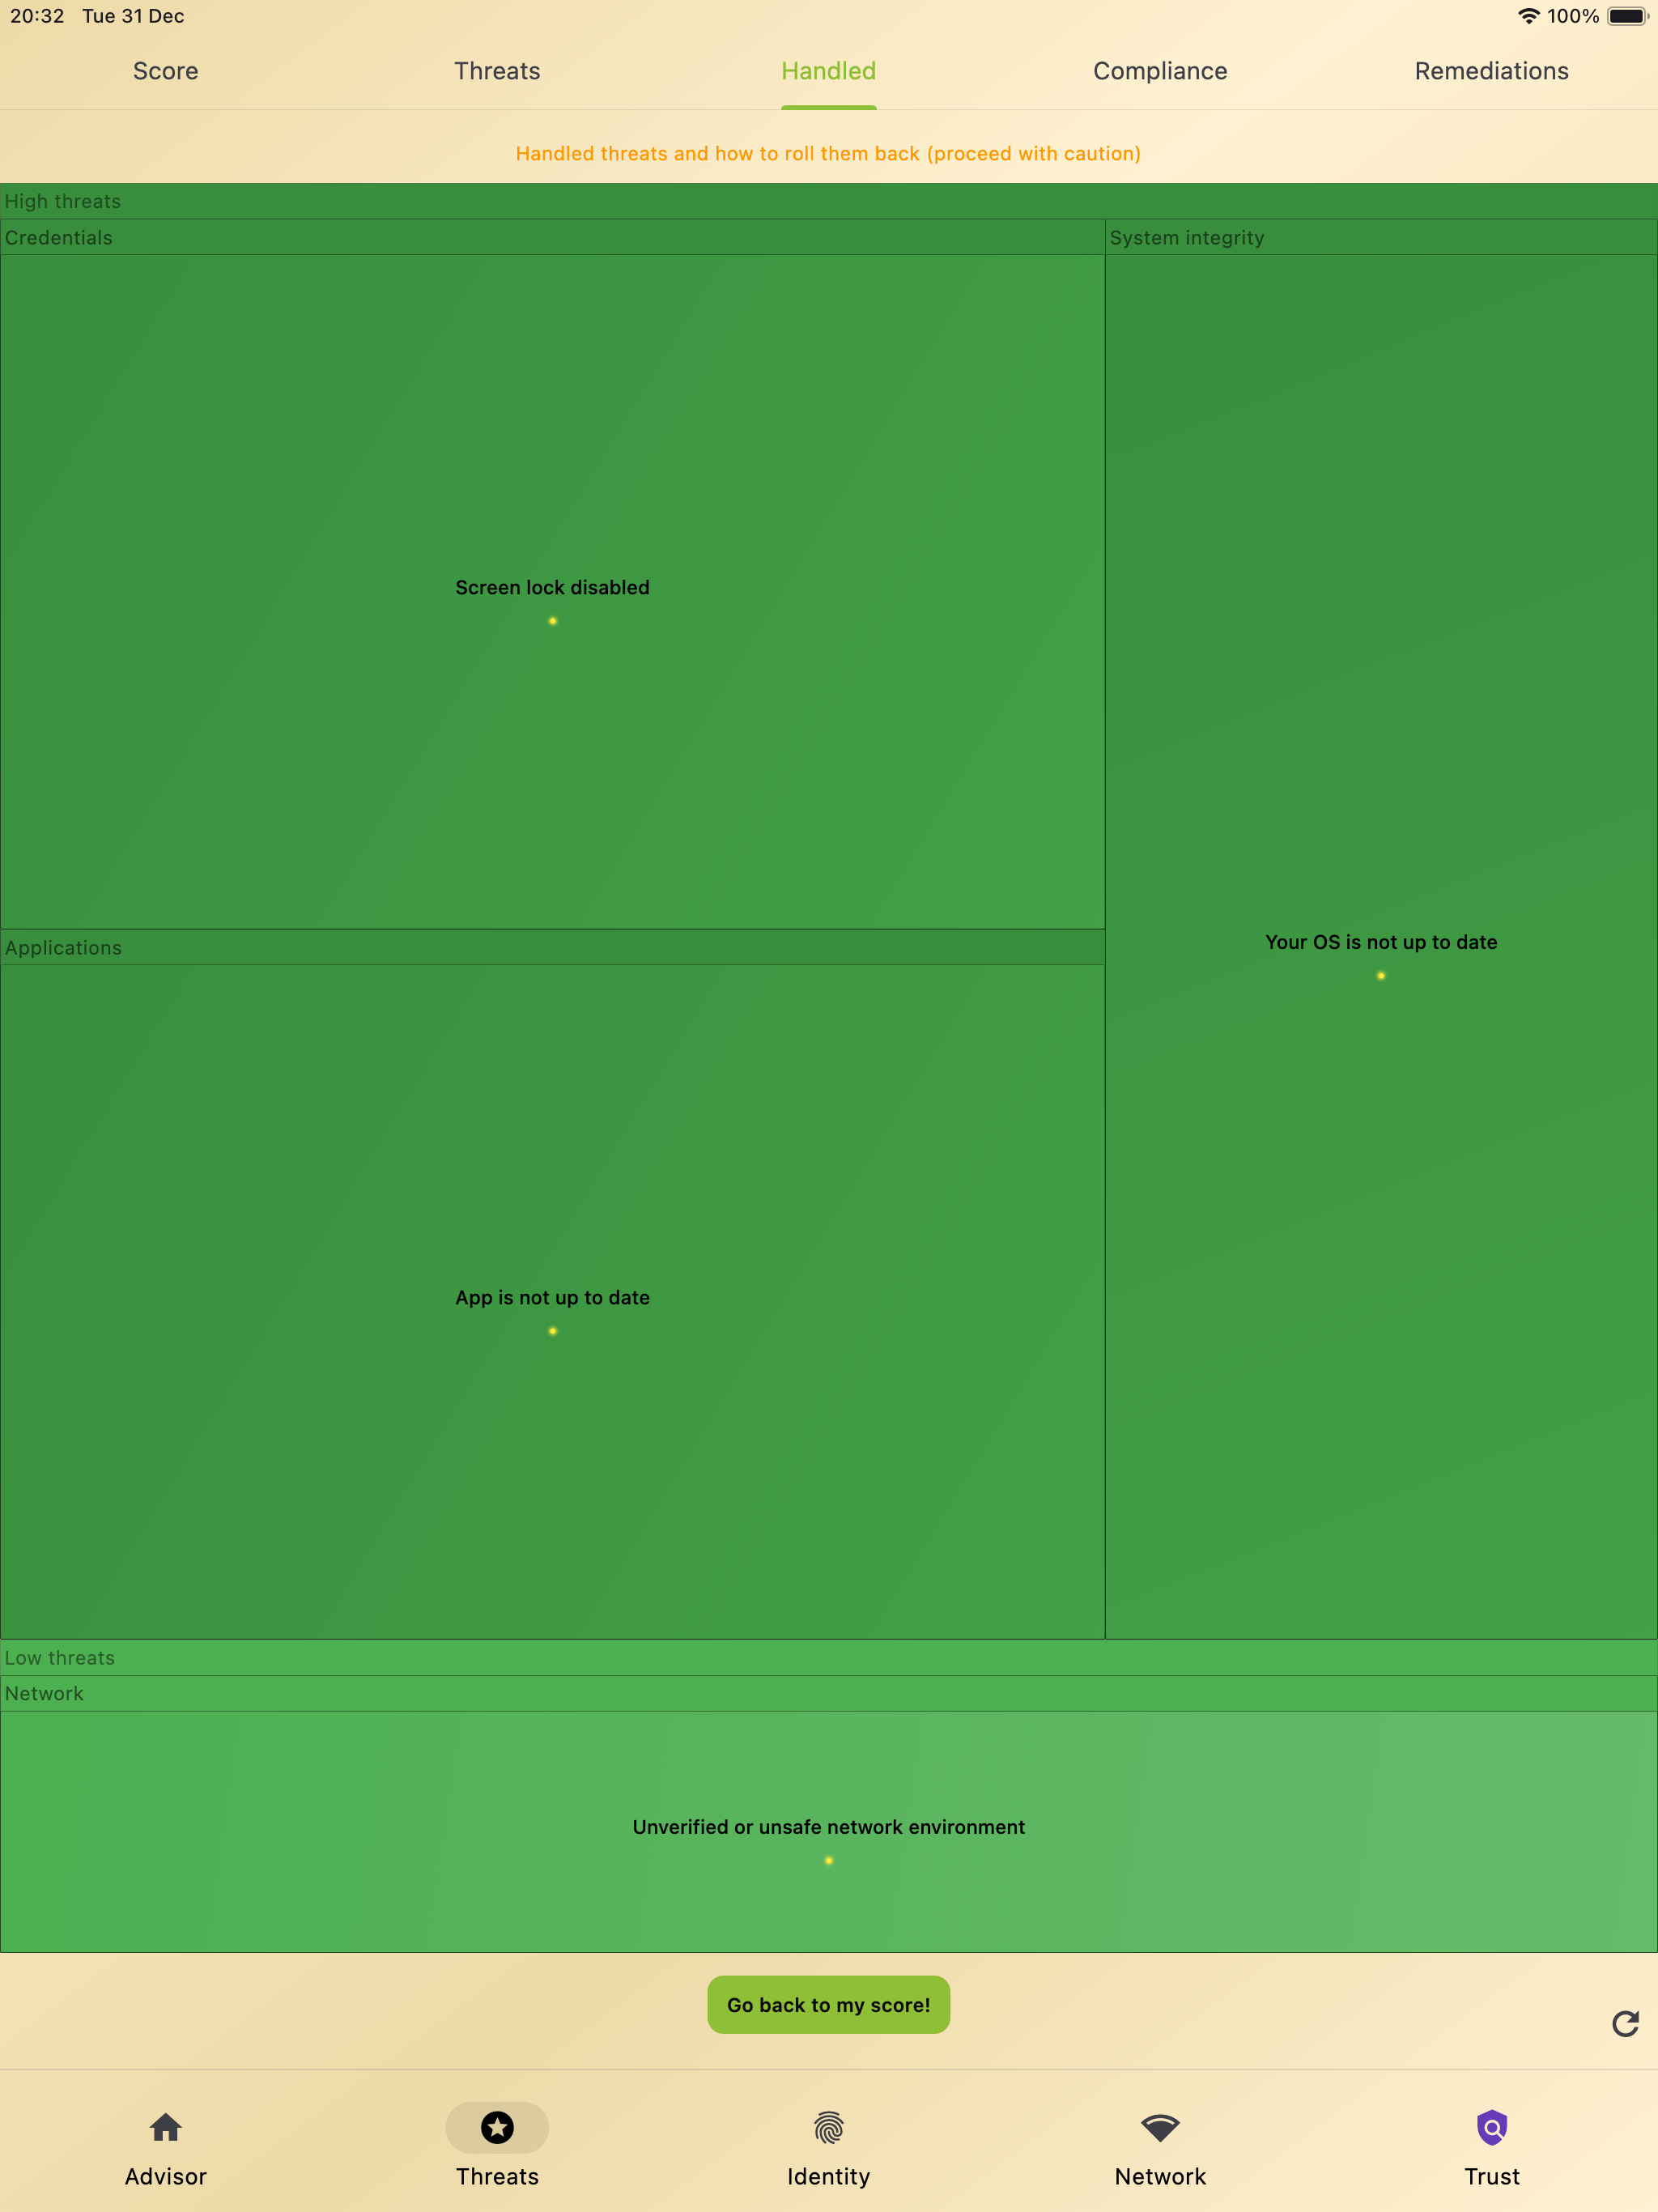 20:32 Tue 31 Dec 100%
Score Threats Handled Compliance Remediations
Handled threats and how to roll them back (proceed with caution)
High threats
Credentials
System integrity
Screen lock disabled
Your OS is not up to date
Applications
App is not up to date
Low threats
Network
Unverified or unsafe network environment
Go back to my score!
Advisor Threats Identity Network Trust